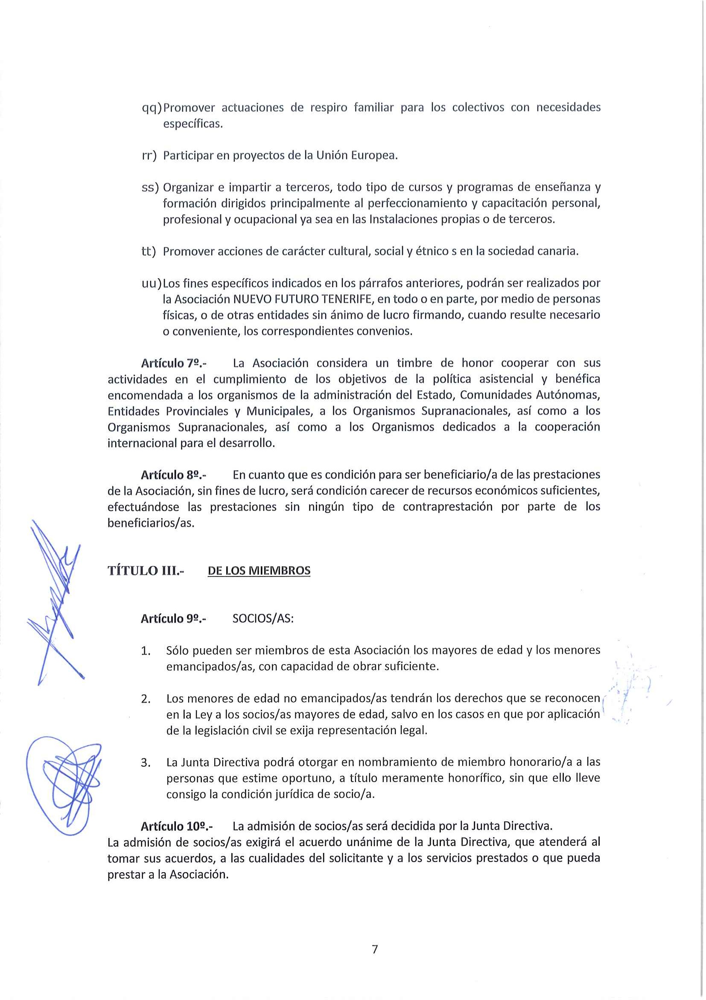 qq) Promover actuaciones de respiro familiar para los colectivos con necesidades
específicas.
rr) Participar en proyectos de la Unión Europea.
ss) Organizar e impartir a terceros, todo tipo de cursos y programas de enseñanza y
formación dirigidos principalmente al perfeccionamiento y capacitación personal,
profesional y ocupacional ya sea en las Instalaciones propias o de terceros.
tt) Promover acciones de carácter cultural, social y étnico s en la sociedad canaria.
uu) Los fines específicos indicados en los párrafos anteriores, podrán ser realizados por
la Asociación NUEVO FUTURO TENERIFE, en todo o en parte, por medio de personas
físicas, o de otras entidades sin ánimo de lucro firmando, cuando resulte necesario
o conveniente, los correspondientes convenios.
Artículo 7º.- La Asociación considera un timbre de honor cooperar con sus
actividades en el cumplimiento de los objetivos de la política asistencial y benéfica
encomendada a los organismos de la administración del Estado, Comunidades Autónomas,
Entidades Provinciales y Municipales, a los Organismos Supranacionales, así como a los
Organismos Supranacionales, así como a los Organismos dedicados a la cooperación
internacional para el desarrollo.
Artículo 8º.- En cuanto que es condición para ser beneficiario/a de las prestaciones
de la Asociación, sin fines de lucro, será condición carecer de recursos económicos suficientes,
efectuándose las prestaciones sin ningún tipo de contraprestación por parte de los
beneficiarios/as.
TÍTULO III.- DE LOS MIEMBROS
Artículo 9º.- SOCIOS/AS:
1. Sólo pueden ser miembros de esta Asociación los mayores de edad y los menores
emancipados/as, con capacidad de obrar suficiente.
2. Los menores de edad no emancipados/as tendrán los derechos que se reconocen
en la Ley a los socios/as mayores de edad, salvo en los casos en que por aplicación
de la legislación civil se exija representación legal.
3. La Junta Directiva podrá otorgar en nombramiento de miembro honorario/a a las
personas que estime oportuno, a título meramente honorífico, sin que ello lleve
consigo la condición jurídica de socio/a.
Artículo 10º.- La admisión de socios/as será decidida por la Junta Directiva.
La admisión de socios/as exigirá el acuerdo unánime de la Junta Directiva, que atenderá al
tomar sus acuerdos, a las cualidades del solicitante y a los servicios prestados o que pueda
prestar a la Asociación.
7